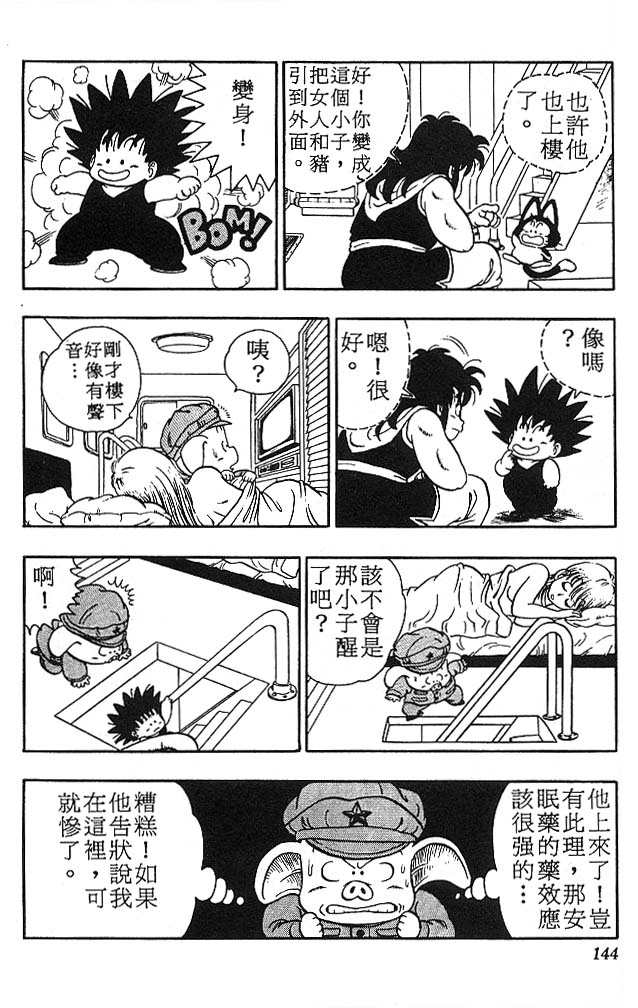 也許他
也上樓
了。
好！你變成
這個小子，
把女人和豬
引到外
面。
變身！
BOM!
像嗎
？
嗯！很
好。
咦？
剛才樓下
好像有聲
音…
該不會是
那小子醒
了吧？
啊！
他上來了！豈
有此理，那安
眠藥的藥效應
該很强的…
糟糕！如果
他告狀說我
在這裡，可
就慘了。
144